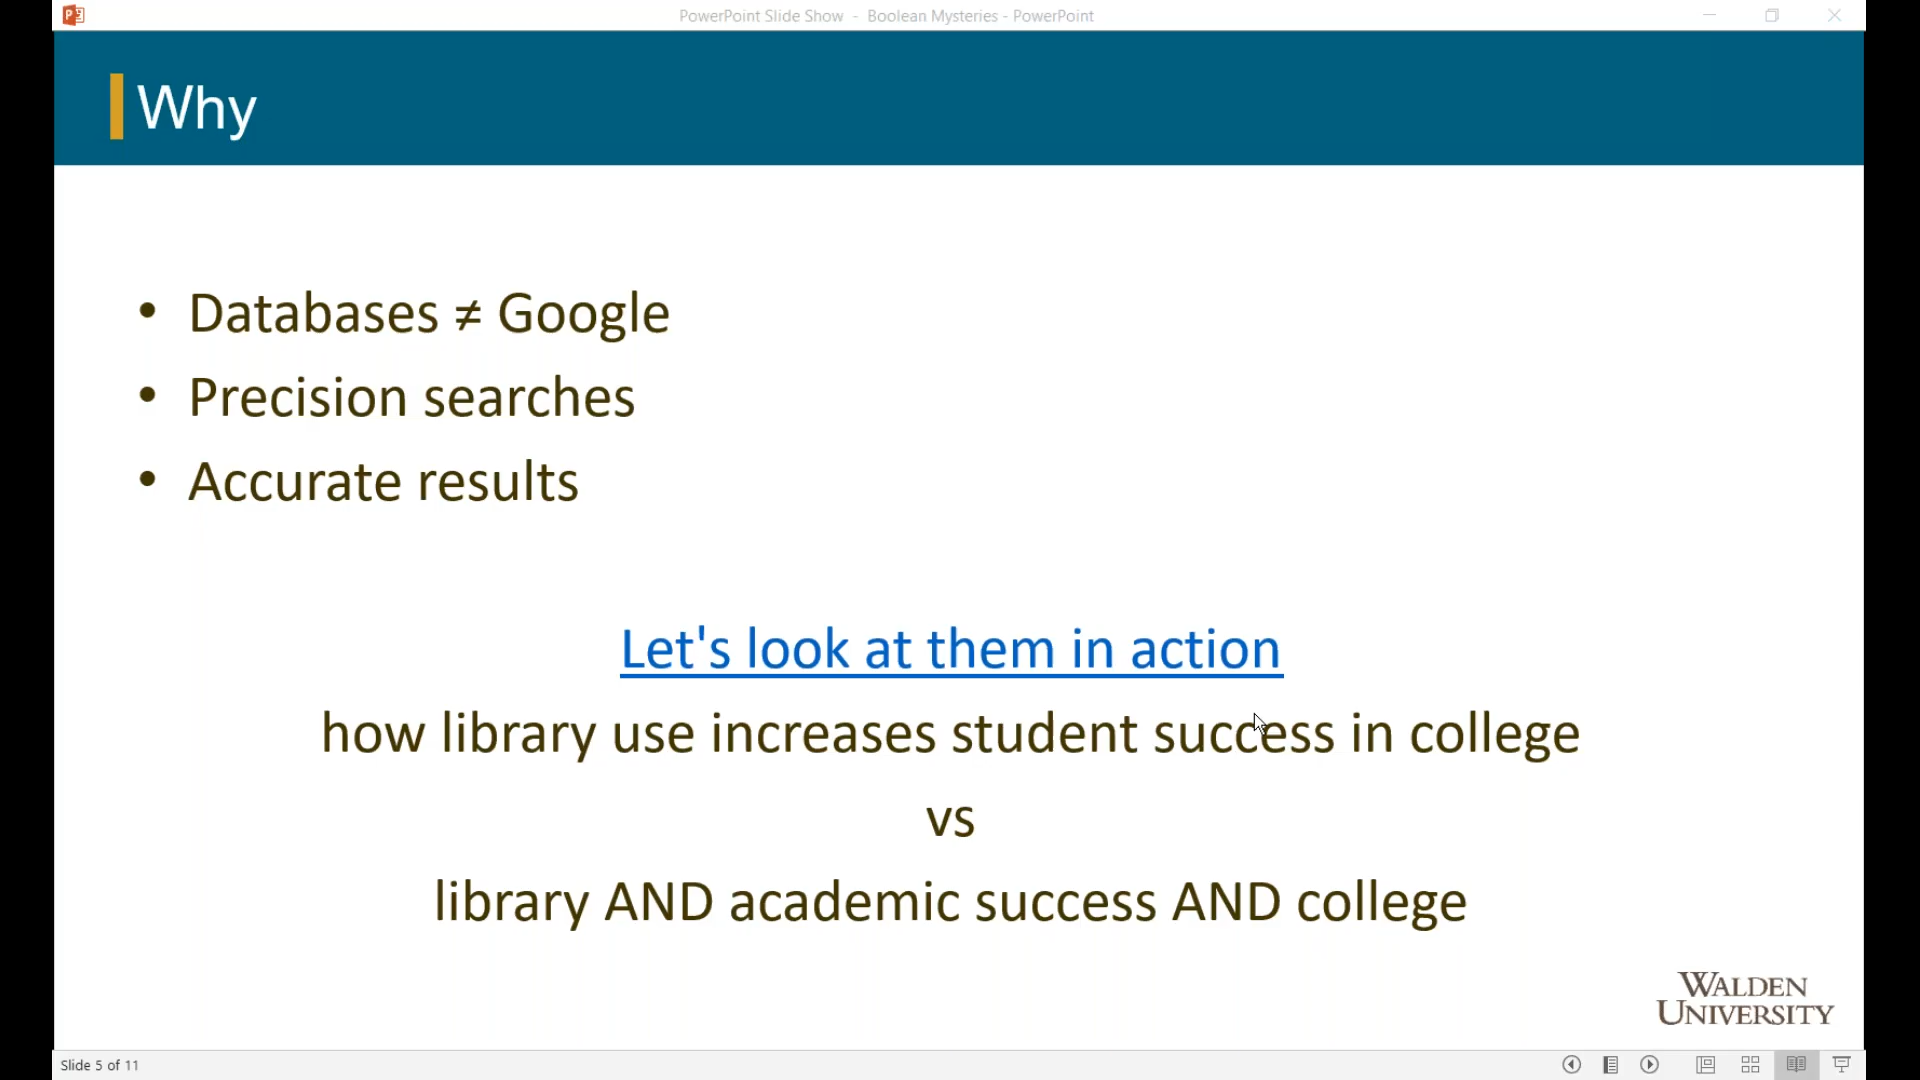 PowerPoint Slide Show - Boolean Mysteries - PowerPoint
Why
• Databases ≠ Google
• Precision searches
• Accurate results
Let's look at them in action
how library use increases student success in college
vs
library AND academic success AND college
WALDEN
UNIVERSITY
Slide 5 of 11